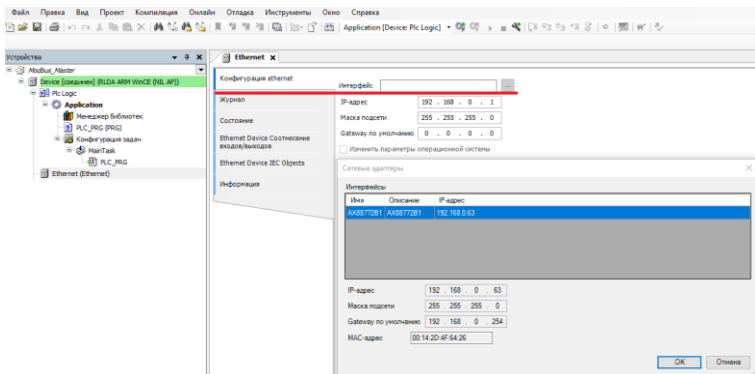 Файл Правка Вид Проект Компиляция Онлайн Отладка Инструменты Окно Справка
Application [Device: Plc Logic]
Устройства
Modbus_Master
Device [соединен] (RLDA ARM WinCE (NIL AP))
Plc Logic
Application
Менеджер библиотек
PLC_PRG (PRG)
Конфигурация задач
MainTask
PLC_PRG
Ethernet (Ethernet)
Ethernet
Конфигурация ethernet
Журнал
Состояние
Ethernet Device Соотнесение входов/выходов
Ethernet Device IEC Objects
Информация
Интерфейс ...
IP-адрес 192 . 168 . 0 . 1
Маска подсети 255 . 255 . 255 . 0
Gateway по умолчанию 0 . 0 . 0 . 0
Изменить параметры операционной системы
Сетевые адаптеры
Интерфейсы
Имя Описание IP-адрес
AX88772B1 AX88772B1 192.168.0.63
IP-адрес 192 . 168 . 0 . 63
Маска подсети 255 . 255 . 255 . 0
Gateway по умолчанию 192 . 168 . 0 . 254
MAC-адрес 00:14:2D:4F:64:26
OK Отмена